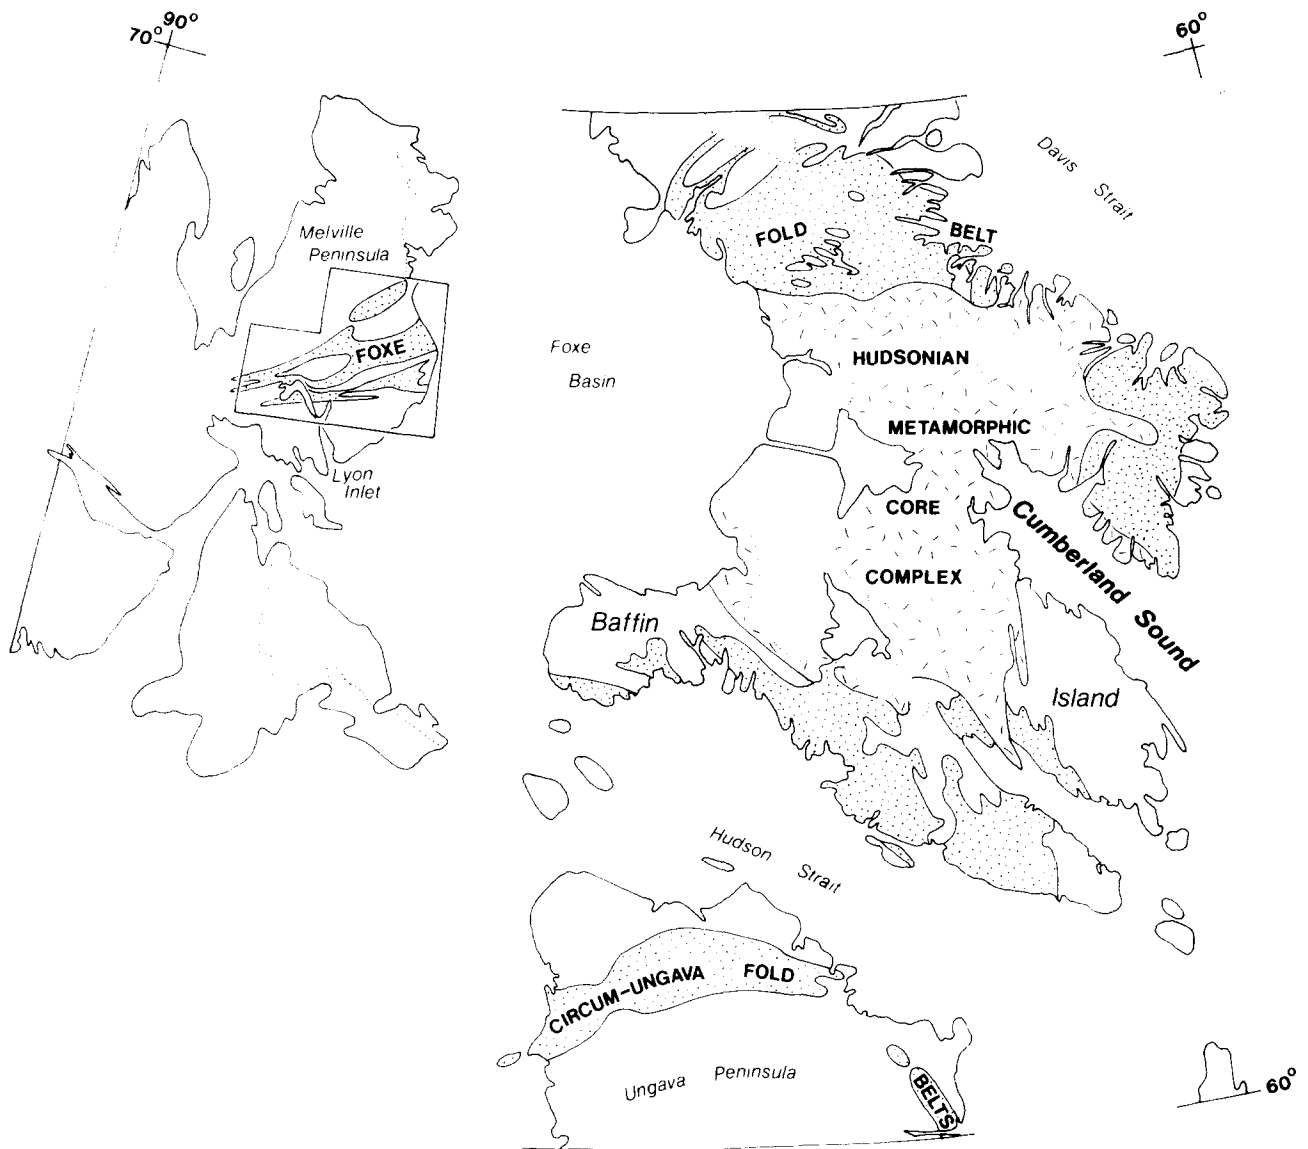 70° 90°
60°
Davis
Strait
Melville
Peninsula
FOLD
BELT
FOXE
Foxe
Basin
HUDSONIAN
METAMORPHIC
Lyon
Inlet
CORE
Cumberland Sound
COMPLEX
Baffin
Island
Hudson
Strait
CIRCUM-UNGAVA FOLD
Ungava Peninsula
BELTS
60°